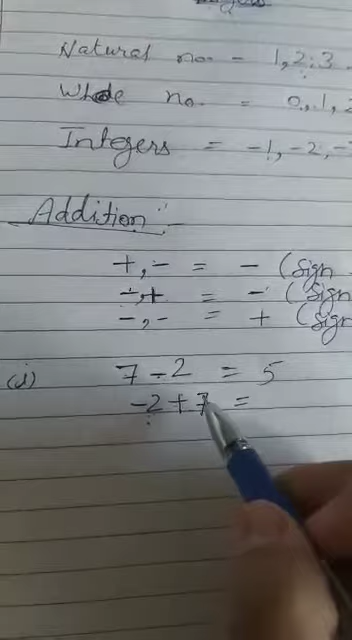 Natural no. - 1, 2, 3
Whole no. = 0, 1, 2
Integers = -1, -2, -
Addition :-
+, - = - (Sign
-, + = - (Sign
-, - = + (Sign
(i) 7 - 2 = 5
-2 + 7 =